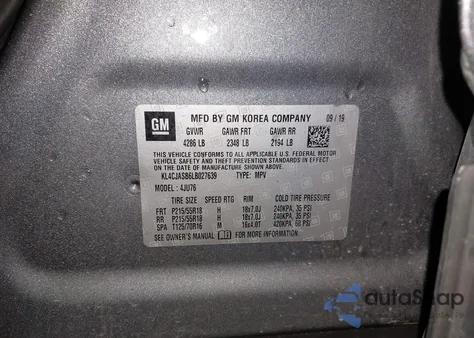 GM
MFD BY GM KOREA COMPANY 09 / 19
GVWR GAWR FRT GAWR RR
4286 LB 2348 LB 2194 LB
THIS VEHICLE CONFORMS TO ALL APPLICABLE U.S. FEDERAL MOTOR
VEHICLE SAFETY AND THEFT PREVENTION STANDARDS IN EFFECT
ON THE DATE OF MANUFACTURE SHOWN ABOVE.
KL4CJASB6LB027639 TYPE: MPV
MODEL : 4JU76
TIRE SIZE SPEED RTG RIM COLD TIRE PRESSURE
FRT P215/55R18 H 18x7.0J 240KPA, 35 PSI
RR P215/55R18 H 18x7.0J 240KPA, 35 PSI
SPA T125/70R16 M 16x4.0T 420KPA, 60 PSI
SEE OWNER'S MANUAL FOR MORE INFORMATION
autaSnap